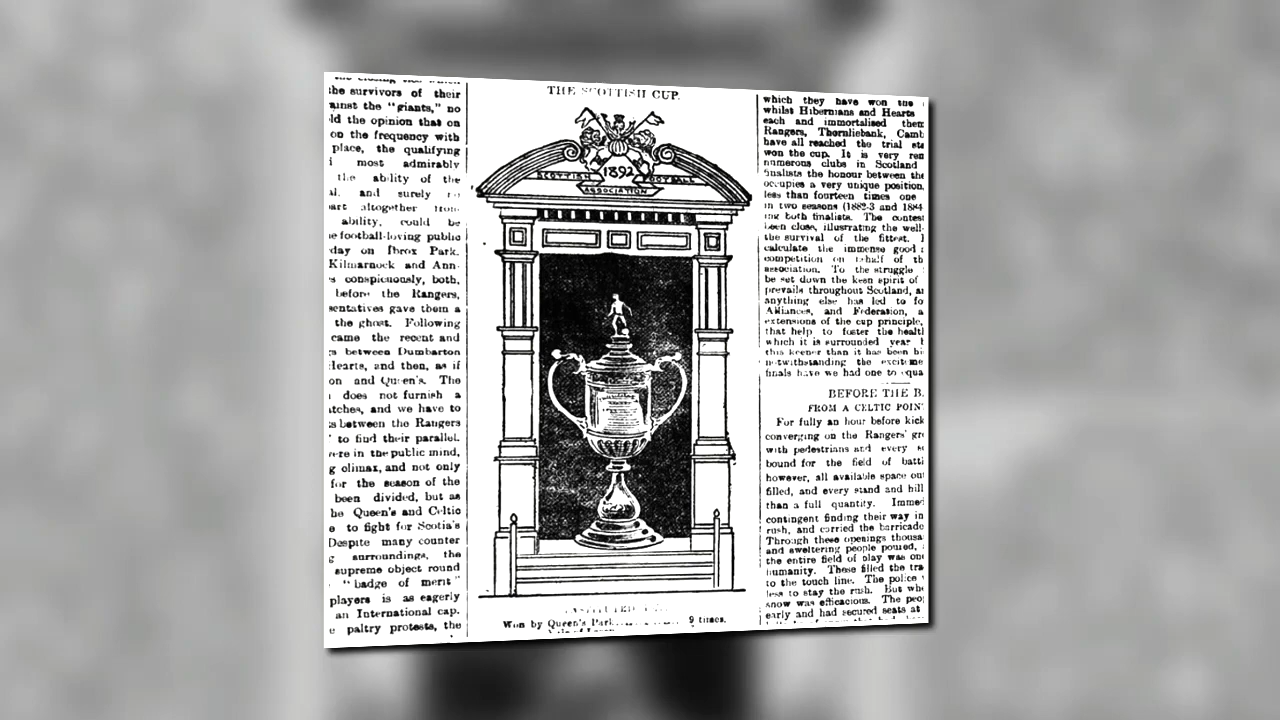 the survivors of their
the "giants," no
the opinion that on
on the frequency with
place, the qualifying
most admirably
the ability of the
and surely
altogether
ability, could be
football-loving public
day on Ibrox Park.
Kilmarnock and Ann-
conspicuously, both,
before the Rangers,
sentatives gave them a
the ghost. Following
came the recent and
between Dumbarton
Hearts, and then, as if
on and Queen's. The
does not furnish a
tches, and we have to
between the Rangers
to find their parallel.
were in the public mind,
g climax, and not only
for the season of the
been divided, but as
the Queen's and Celtic
to fight for Scotia's
Despite many counter
surroundings, the
supreme object round
"badge of merit"
players is as eagerly
an International cap.
paltry protests, the
THE SCOTTISH CUP.
1892
SCOTTISH FOOTBALL
ASSOCIATION
Won by Queen's Park 9 times.
which they have won the
whilst Hibernians and Hearts
each and immortalised them
Rangers, Thornliebank, Camb
have all reached the trial sta
won the cup. It is very rem
numerous clubs in Scotland
finalists the honour between the
occupies a very unique position,
less than fourteen times one
in two seasons (1882-3 and 1884
ing both finalists. The contest
been close, illustrating the well-
the survival of the fittest.
calculate the immense good
competition on behalf of th
association. To the struggle
be set down the keen spirit of
prevails throughout Scotland, a
anything else has led to fo
Alliances, and Federation, a
extensions of the cup principle,
that help to foster the health
which it is surrounded year
this keener than it has been
notwithstanding the exciteme
finals have we had one to equa
BEFORE THE B
FROM A CELTIC POIN
For fully an hour before kick
converging on the Rangers' gr
with pedestrians and every
bound for the field of battl
however, all available space ou
filled, and every stand and hill
than a full quantity. Immed
contingent finding their way in
rush, and carried the barricade
Through these openings thousa
and sweltering people poured,
the entire field of play was one
humanity. These filled the tra
to the touch line. The police
less to stay the rush. But wh
snow was efficacious. The peo
early and had secured seats at